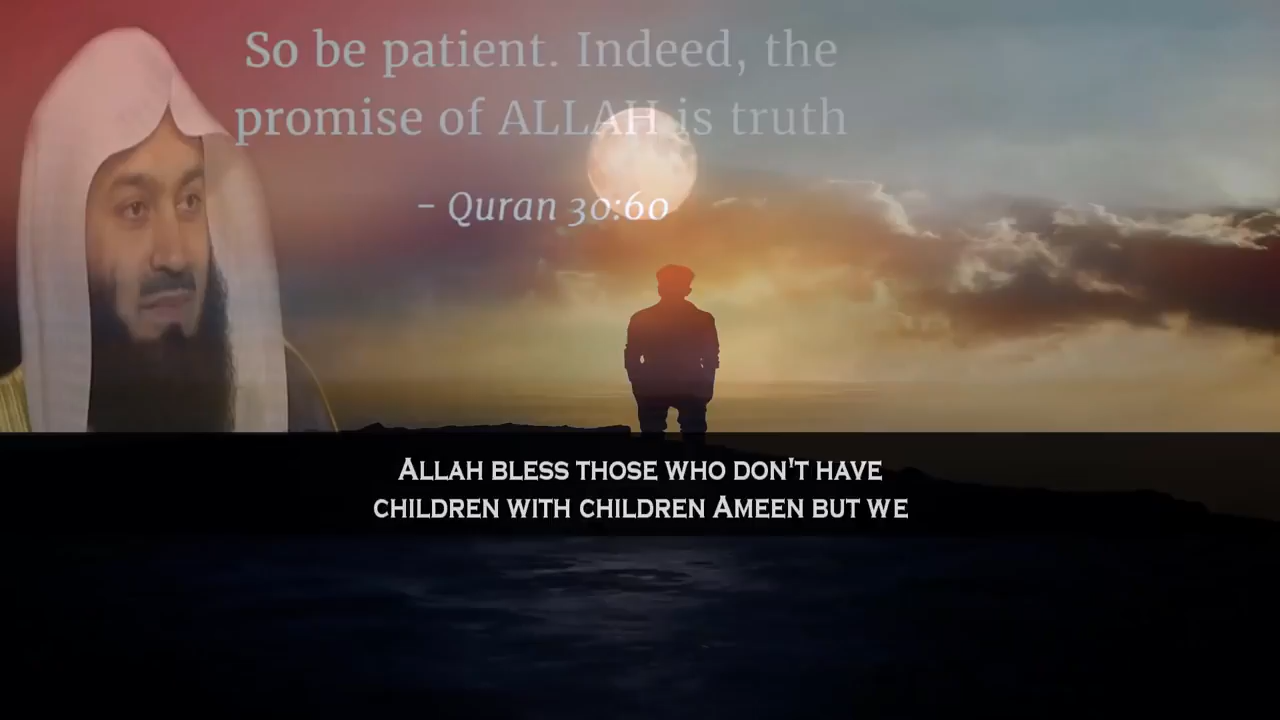 So be patient. Indeed, the
promise of ALLAH is truth
– Quran 30:60
ALLAH BLESS THOSE WHO DON'T HAVE
CHILDREN WITH CHILDREN AMEEN BUT WE